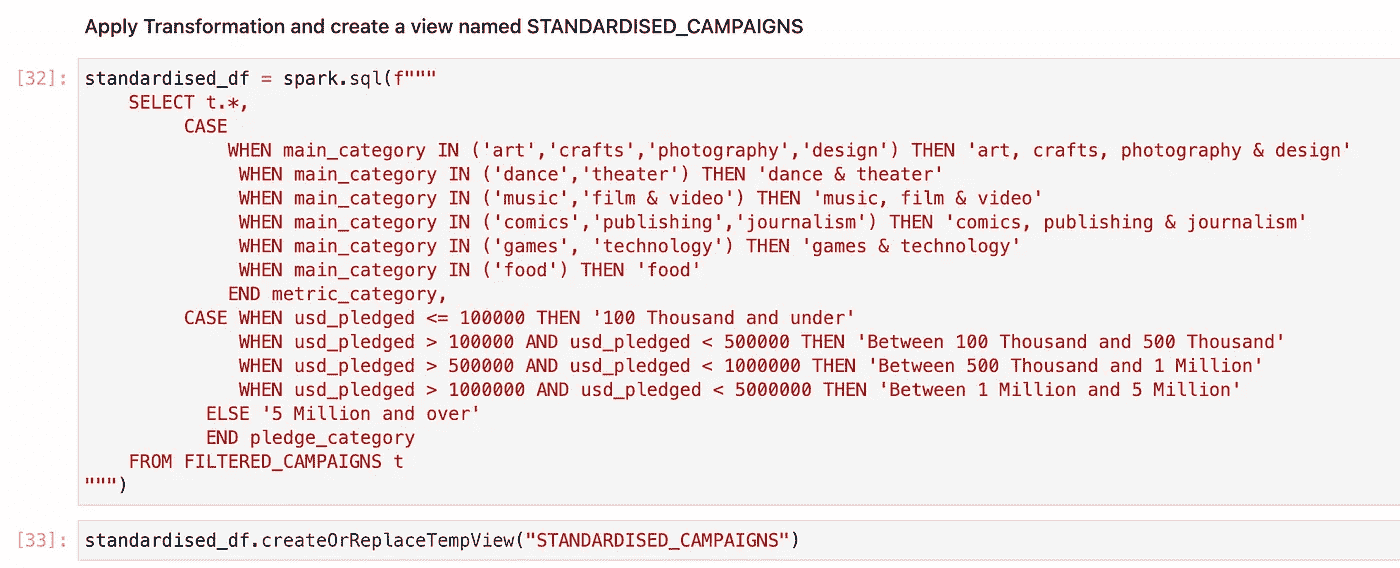 Apply Transformation and create a view named STANDARDISED_CAMPAIGNS
[32]: standardised_df = spark.sql(f"""
SELECT t.*,
CASE
WHEN main_category IN ('art','crafts','photography','design') THEN 'art, crafts, photography & design'
WHEN main_category IN ('dance','theater') THEN 'dance & theater'
WHEN main_category IN ('music','film & video') THEN 'music, film & video'
WHEN main_category IN ('comics','publishing','journalism') THEN 'comics, publishing & journalism'
WHEN main_category IN ('games', 'technology') THEN 'games & technology'
WHEN main_category IN ('food') THEN 'food'
END metric_category,
CASE WHEN usd_pledged <= 100000 THEN '100 Thousand and under'
WHEN usd_pledged > 100000 AND usd_pledged < 500000 THEN 'Between 100 Thousand and 500 Thousand'
WHEN usd_pledged > 500000 AND usd_pledged < 1000000 THEN 'Between 500 Thousand and 1 Million'
WHEN usd_pledged > 1000000 AND usd_pledged < 5000000 THEN 'Between 1 Million and 5 Million'
ELSE '5 Million and over'
END pledge_category
FROM FILTERED_CAMPAIGNS t
""")
[33]: standardised_df.createOrReplaceTempView("STANDARDISED_CAMPAIGNS")